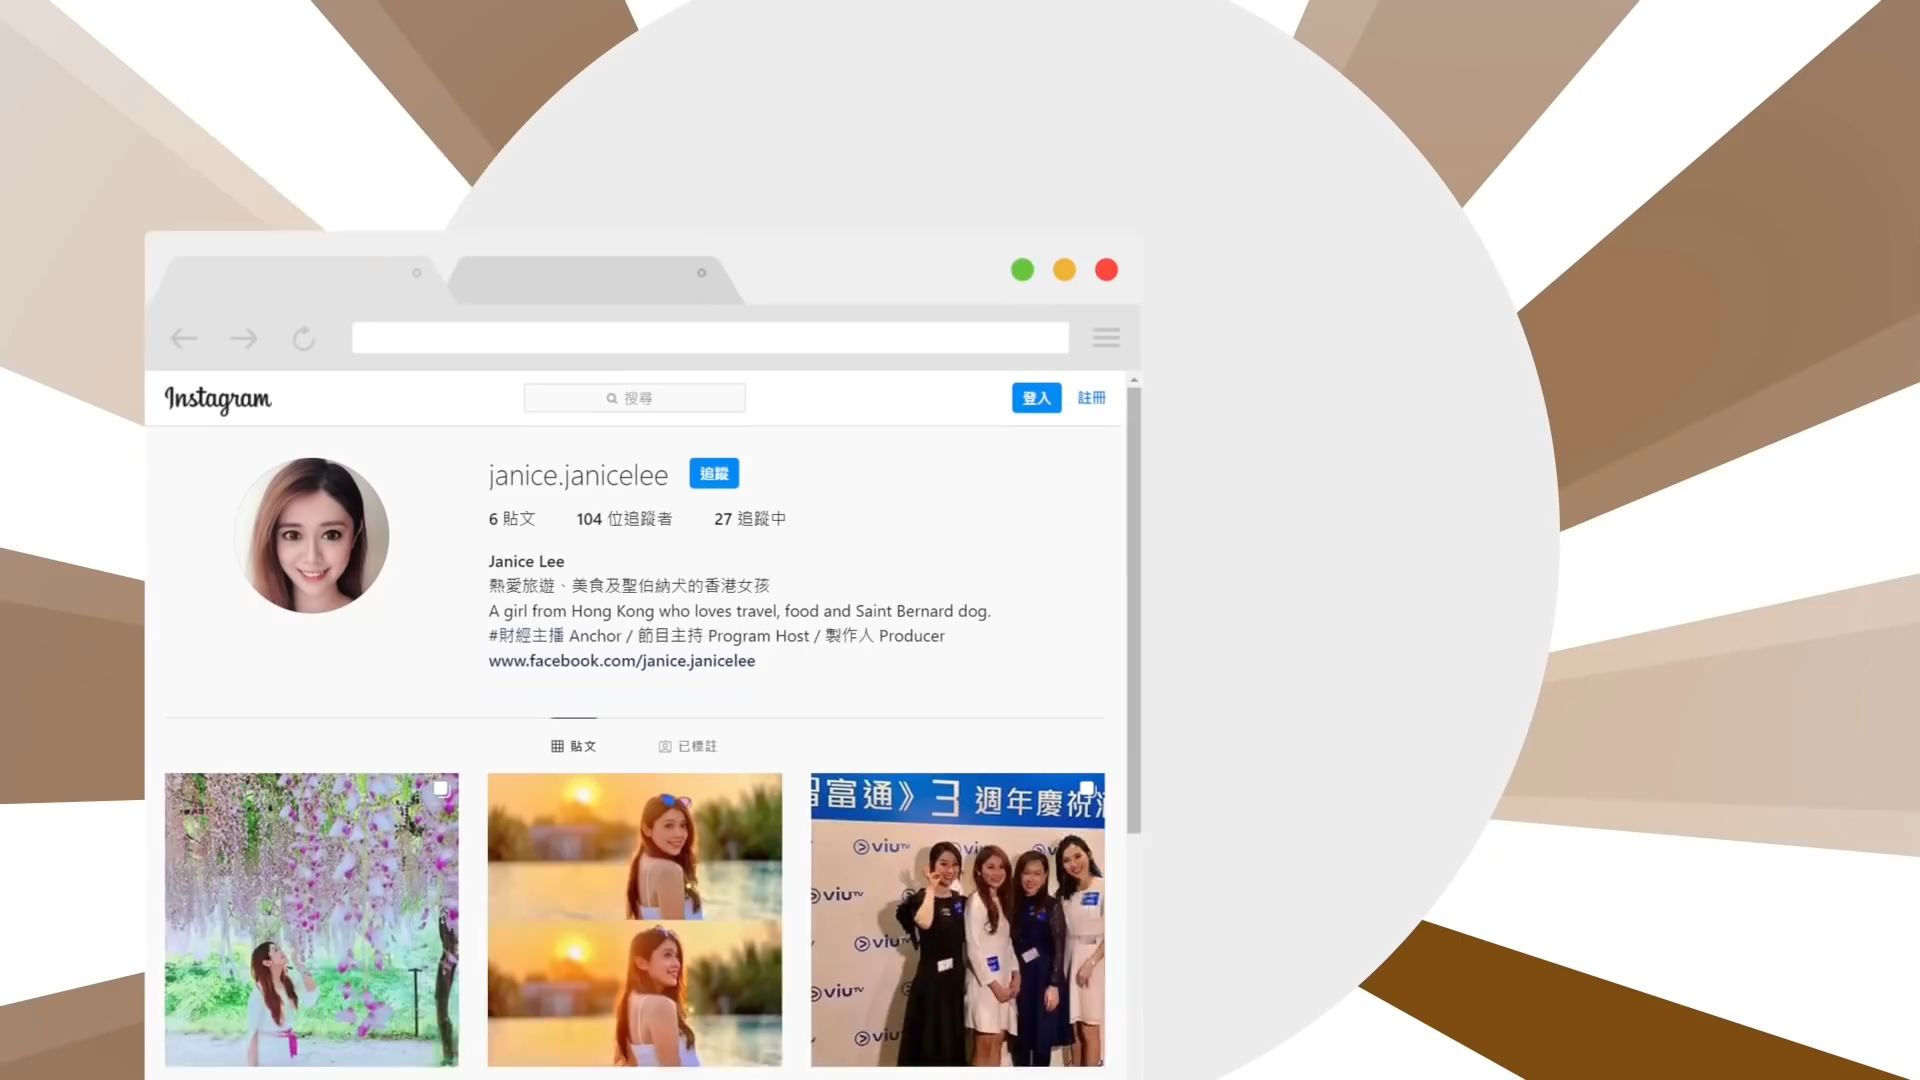 Instagram
搜尋
登入
註冊
janice.janicelee
追蹤
6 貼文 104 位追蹤者 27 追蹤中
Janice Lee
熱愛旅遊、美食及聖伯納犬的香港女孩
A girl from Hong Kong who loves travel, food and Saint Bernard dog.
#財經主播 Anchor / 節目主持 Program Host / 製作人 Producer
www.facebook.com/janice.janicelee
貼文
已標註
富通》3 週年慶祝
viuTV
viuTV
viuTV
viuTV
viu